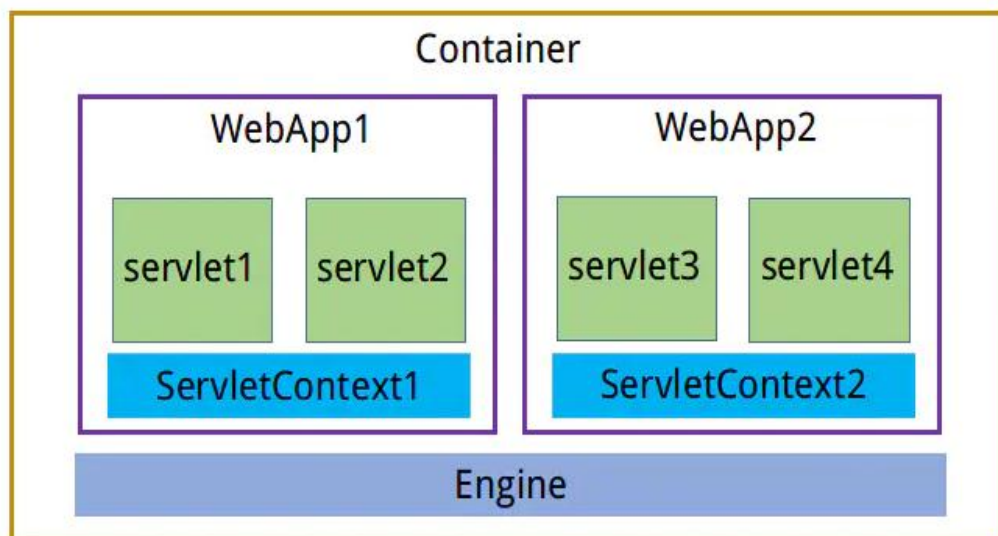 Container
WebApp1
WebApp2
servlet1
servlet2
servlet3
servlet4
ServletContext1
ServletContext2
Engine